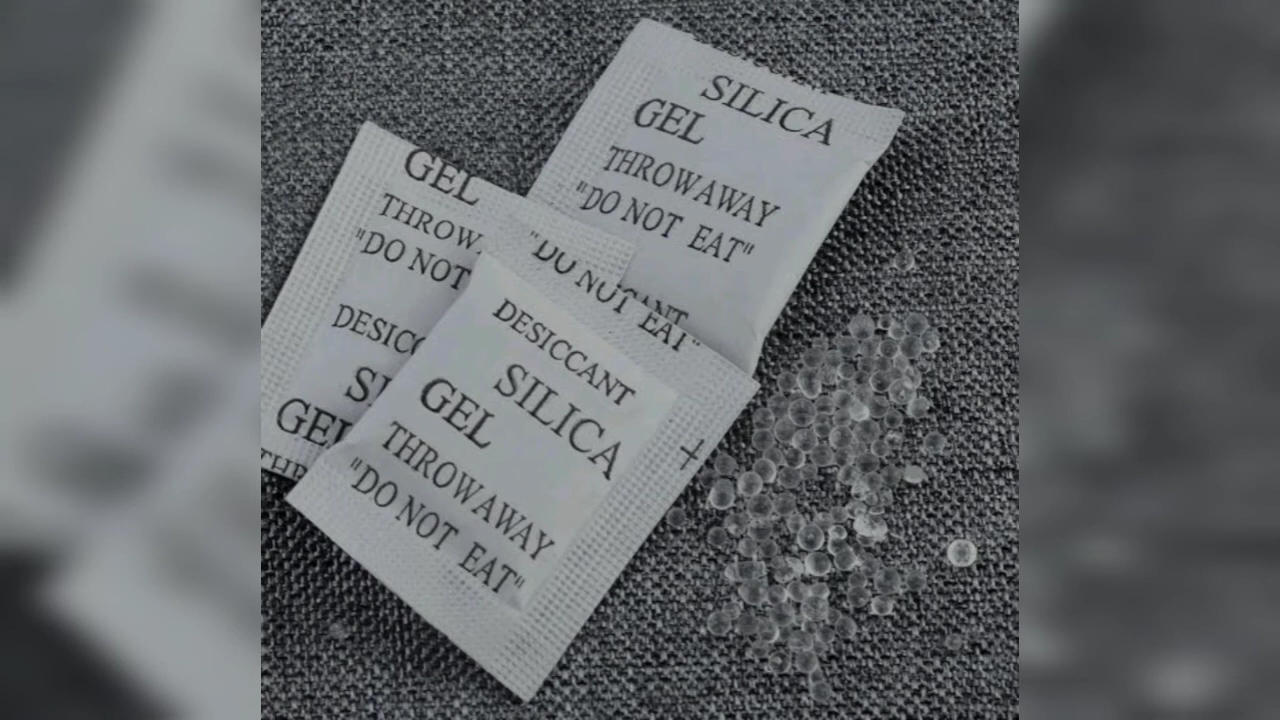 SILICA
GEL
THROWAWAY
"DO NOT EAT"
GEL
THROW
"DO NOT
DESICC
GEL
"DO NOT EAT"
DESICCANT
SILICA
GEL
THROWAWAY
"DO NOT EAT"